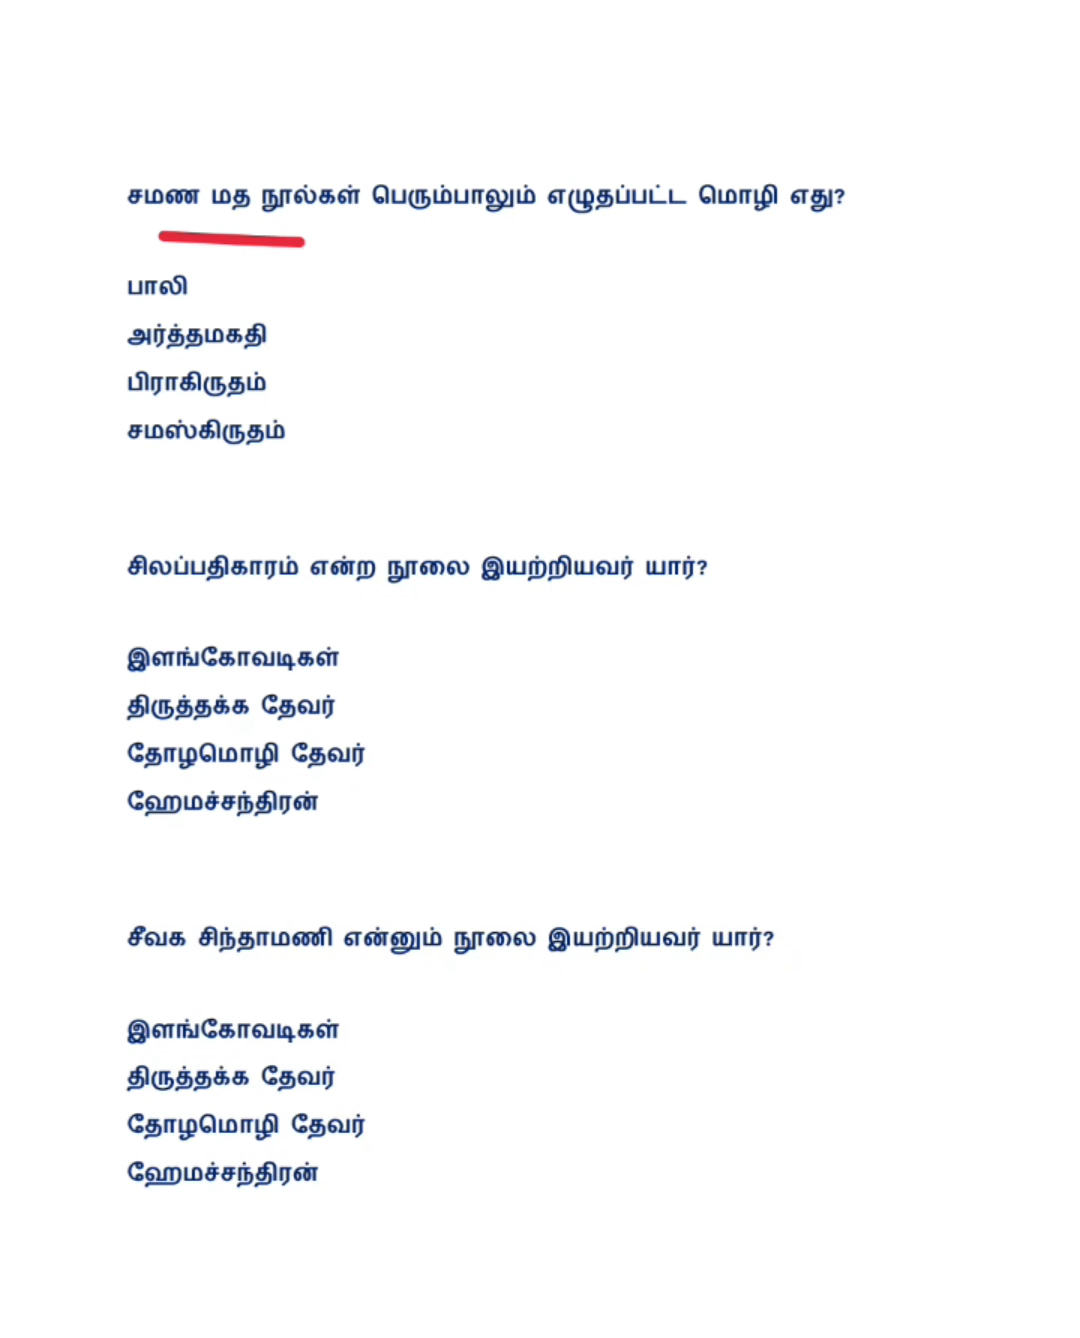 சமண மத நூல்கள் பெரும்பாலும் எழுதப்பட்ட மொழி எது?
பாலி
அர்த்தமகதி
பிராகிருதம்
சமஸ்கிருதம்
சிலப்பதிகாரம் என்ற நூலை இயற்றியவர் யார்?
இளங்கோவடிகள்
திருத்தக்க தேவர்
தோழமொழி தேவர்
ஹேமச்சந்திரன்
சீவக சிந்தாமணி என்னும் நூலை இயற்றியவர் யார்?
இளங்கோவடிகள்
திருத்தக்க தேவர்
தோழமொழி தேவர்
ஹேமச்சந்திரன்